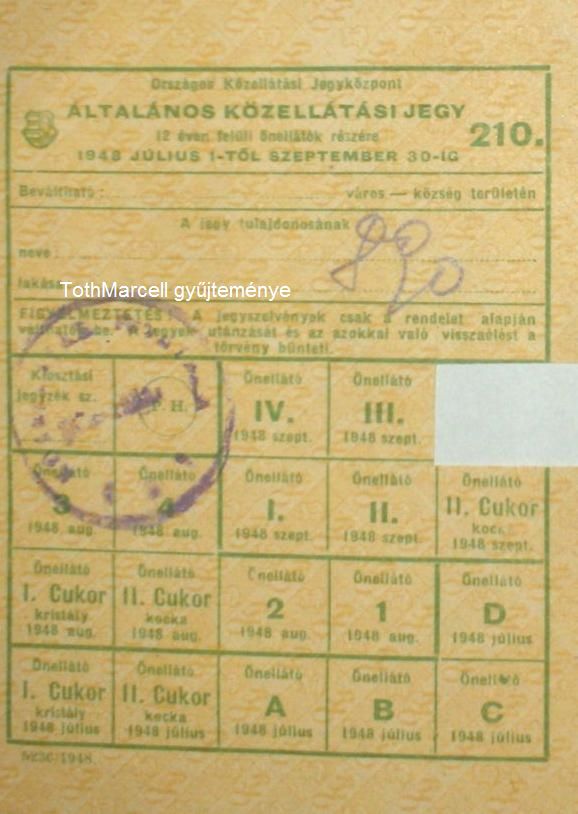 Országos Közellátási Jegyközpont
ÁLTALÁNOS KÖZELLÁTÁSI JEGY
12 éven felüli önellátók részére
210.
1948 JÚLIUS 1-TŐL SZEPTEMBER 30-IG
Beváltható: város — község területén
A jegy tulajdonosának
neve:
lakása
TothMarcell gyűjteménye
FIGYELMEZTETÉS! A jegyszelvények csak a rendelet alapján
válthatók be. A jegyek utánzását és az azokkal való visszaélést a
törvény bünteti.
Kiosztási
jegyzék sz.
P. H.
Önellátó
IV.
1948 szept.
Önellátó
III.
1948 szept.
Önellátó
3
1948 aug.
Önellátó
4
1948 aug.
Önellátó
I.
1948 szept.
Önellátó
II.
1948 szept.
Önellátó
II. Cukor
kocka
1948 szept.
Önellátó
I. Cukor
kristály
1948 aug.
Önellátó
II. Cukor
kocka
1948 aug.
Önellátó
2
1948 aug.
Önellátó
1
1948 aug.
Önellátó
D
1948 július
Önellátó
I. Cukor
kristály
1948 július
Önellátó
II. Cukor
kocka
1948 július
Önellátó
A
1948 július
Önellátó
B
1948 július
Önellátó
C
1948 július